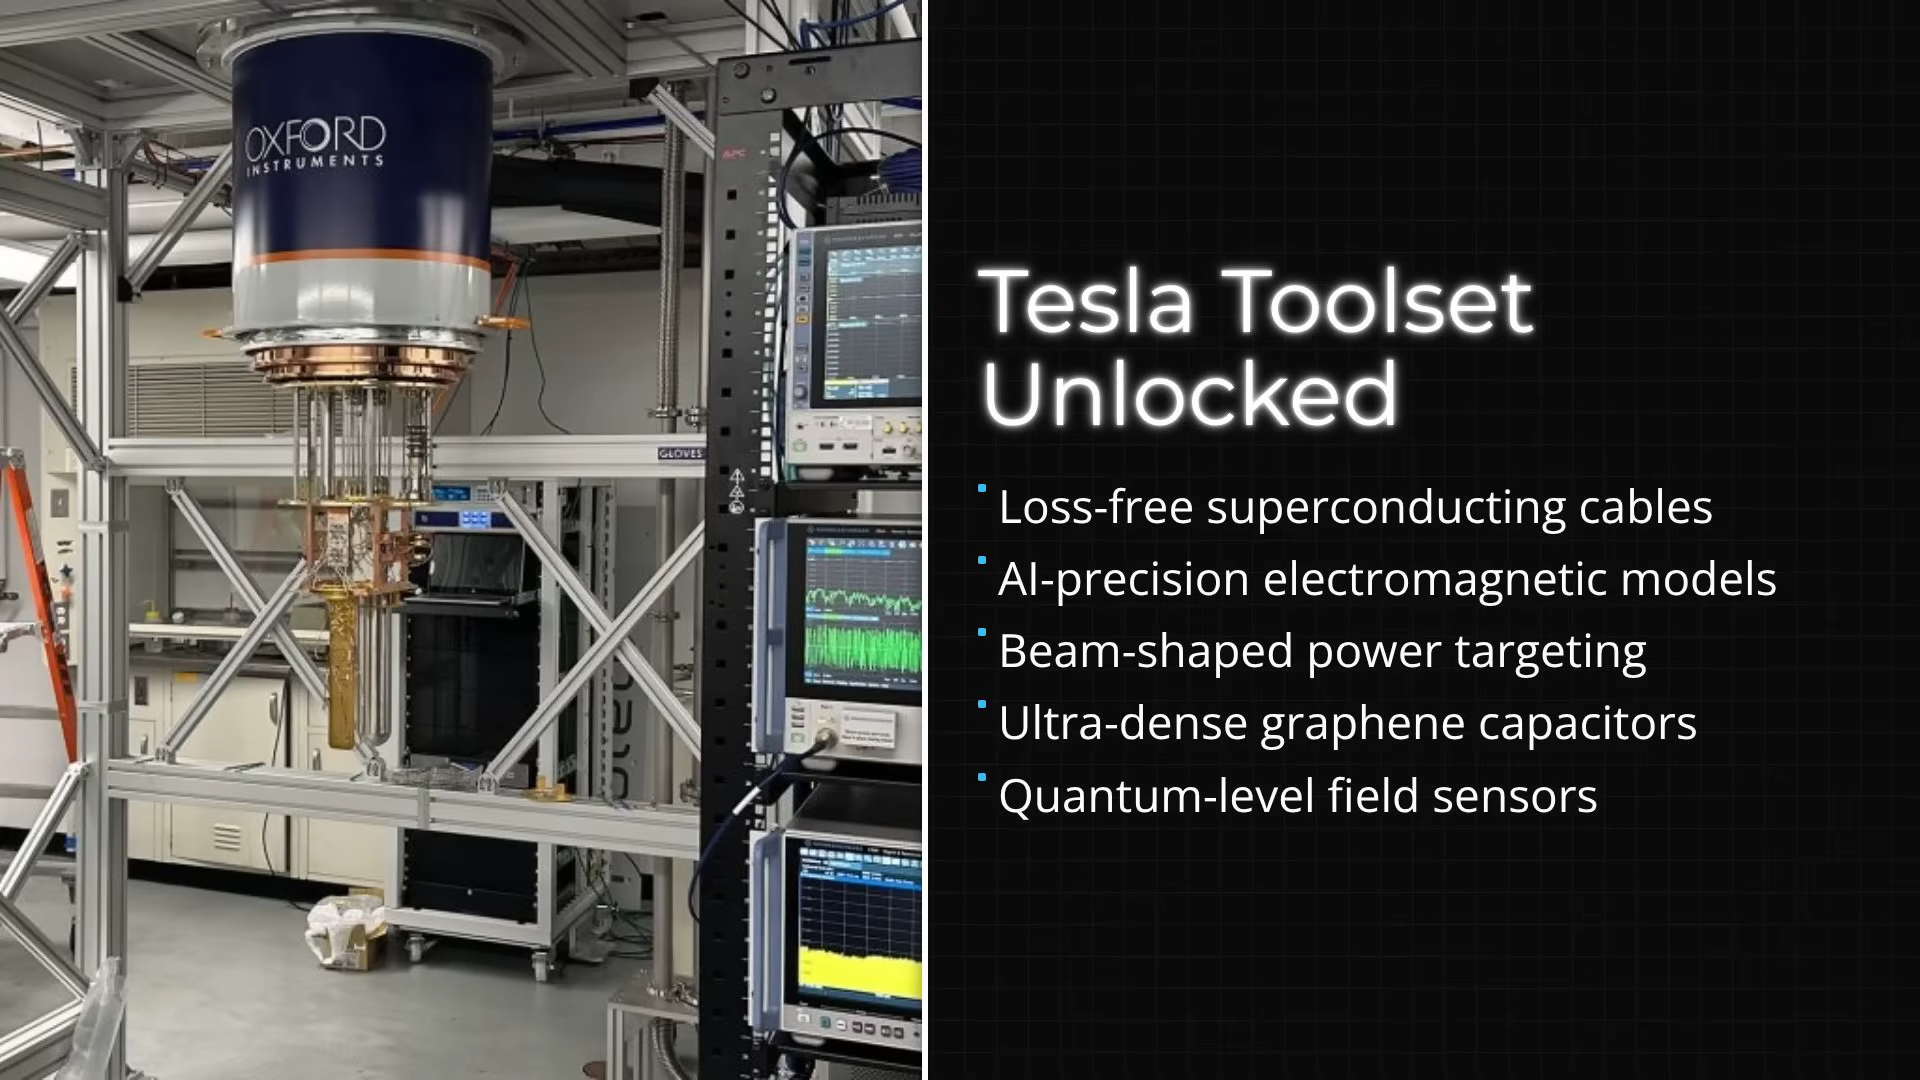 OXFORD
INSTRUMENTS
APC
GLOVES
Tesla Toolset
Unlocked
Loss-free superconducting cables
AI-precision electromagnetic models
Beam-shaped power targeting
Ultra-dense graphene capacitors
Quantum-level field sensors